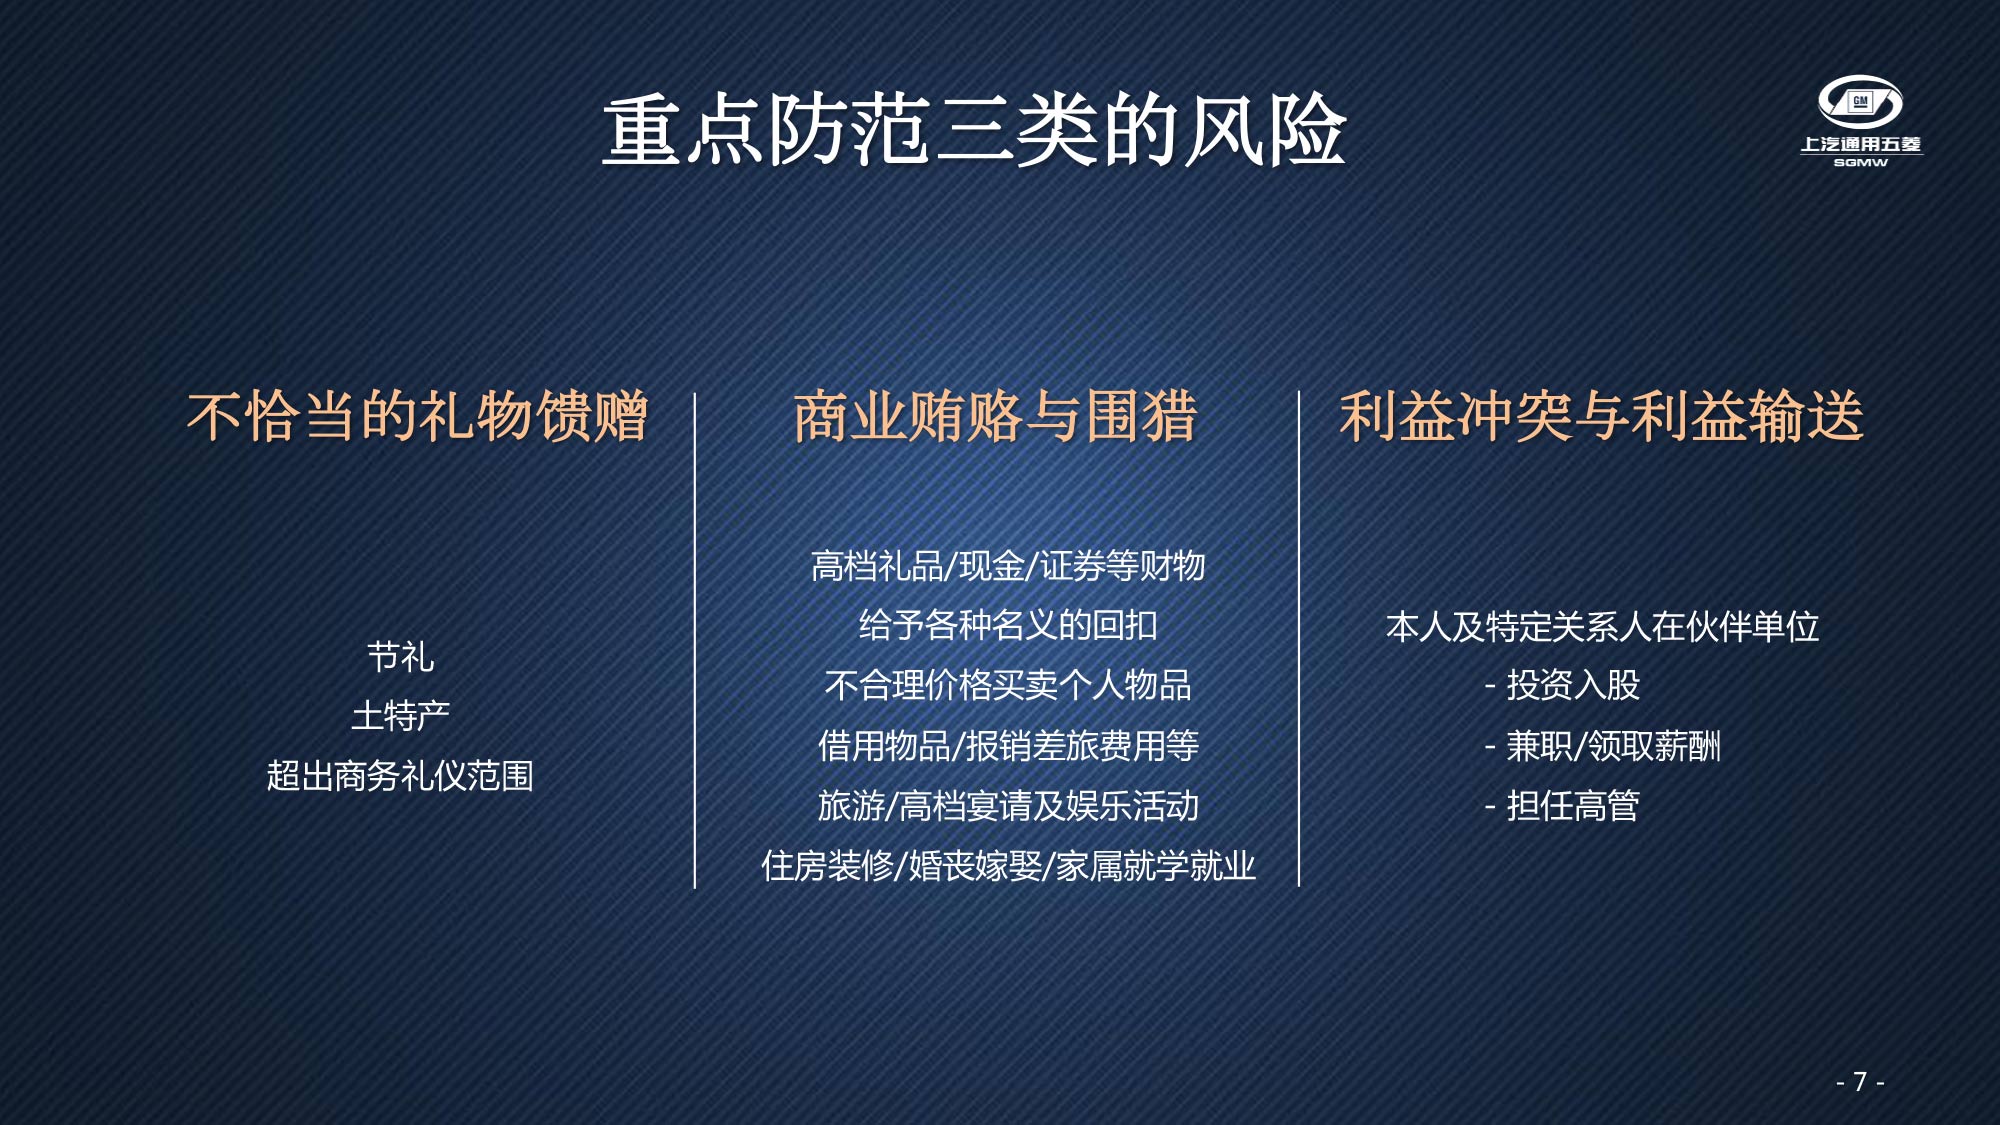 重点防范三类的风险
GM
上汽通用五菱
SGMW
不恰当的礼物馈赠
节礼
土特产
超出商务礼仪范围
商业贿赂与围猎
高档礼品/现金/证券等财物
给予各种名义的回扣
不合理价格买卖个人物品
借用物品/报销差旅费用等
旅游/高档宴请及娱乐活动
住房装修/婚丧嫁娶/家属就学就业
利益冲突与利益输送
本人及特定关系人在伙伴单位
- 投资入股
- 兼职/领取薪酬
- 担任高管
- 7 -